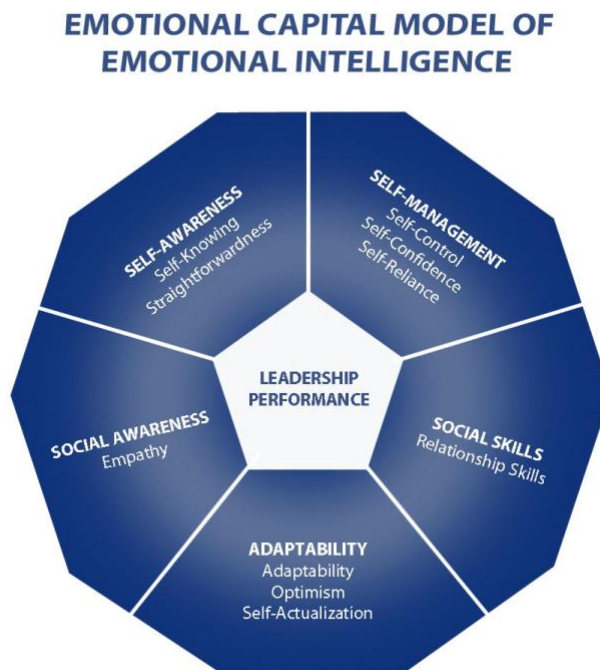 EMOTIONAL CAPITAL MODEL OF
EMOTIONAL INTELLIGENCE
SELF-AWARENESS
Self-Knowing
Straightforwardness
SELF-MANAGEMENT
Self-Control
Self-Confidence
Self-Reliance
LEADERSHIP
PERFORMANCE
SOCIAL AWARENESS
Empathy
SOCIAL SKILLS
Relationship Skills
ADAPTABILITY
Adaptability
Optimism
Self-Actualization